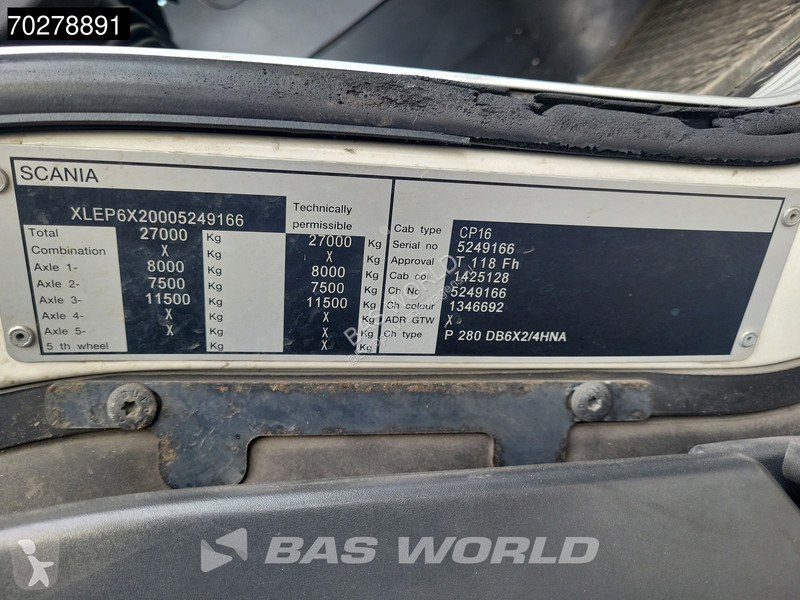 70278891
SCANIA
XLEP6X20005249166
Technically
permissible
Total 27000 Kg 27000 Kg
Combination X X
Axle 1- 8000 Kg 8000 Kg
Axle 2- 7500 Kg 7500 Kg
Axle 3- 11500 Kg 11500 Kg
Axle 4- X Kg X Kg
Axle 5- X Kg X Kg
5 th wheel X Kg X Kg
Cab type CP16
Serial no 5249166
Approval T 118 Fh
Cab col 1425128
Ch No 5249166
Ch colour 1346692
ADR GTW X
Ch type P 280 DB6X2/4HNA
BAS WORLD
BAS WORLD